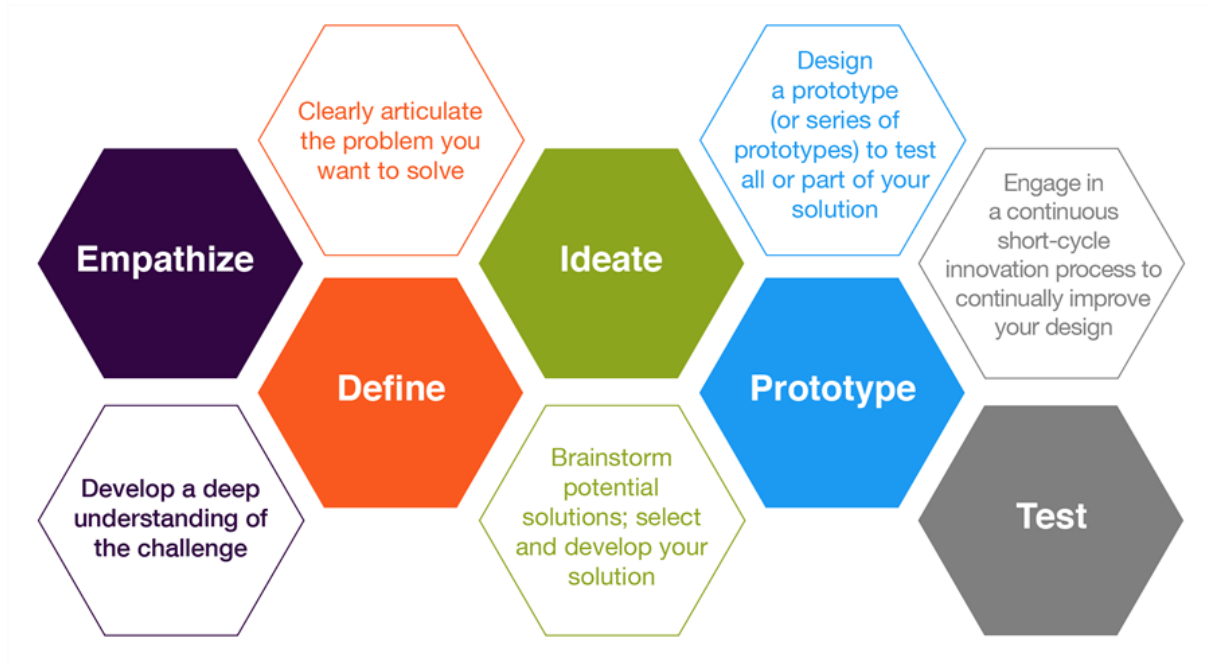 Empathize
Develop a deep
understanding of
the challenge
Clearly articulate
the problem you
want to solve
Define
Ideate
Brainstorm
potential
solutions; select
and develop your
solution
Design
a prototype
(or series of
prototypes) to test
all or part of your
solution
Prototype
Engage in
a continuous
short-cycle
innovation process to
continually improve
your design
Test